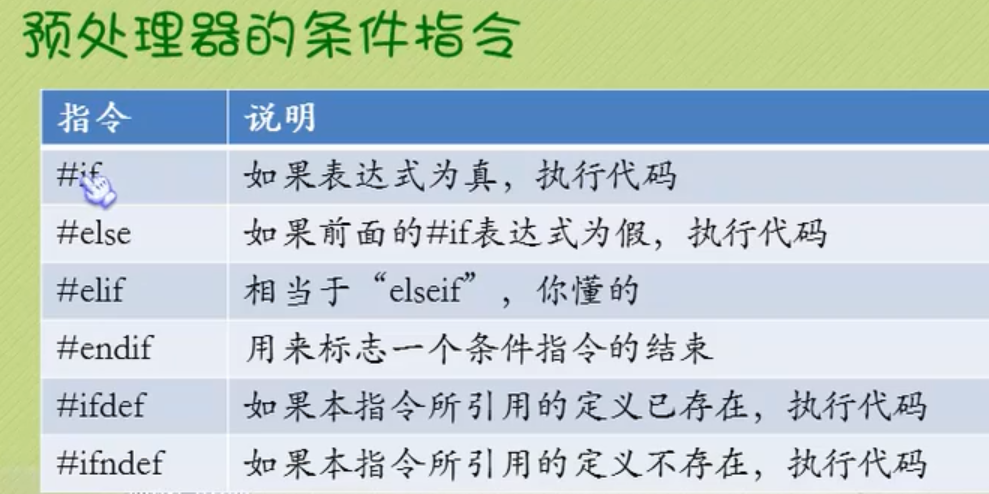 预处理器的条件指令
指令 说明
#if 如果表达式为真，执行代码
#else 如果前面的#if表达式为假，执行代码
#elif 相当于“elseif”，你懂的
#endif 用来标志一个条件指令的结束
#ifdef 如果本指令所引用的定义已存在，执行代码
#ifndef 如果本指令所引用的定义不存在，执行代码